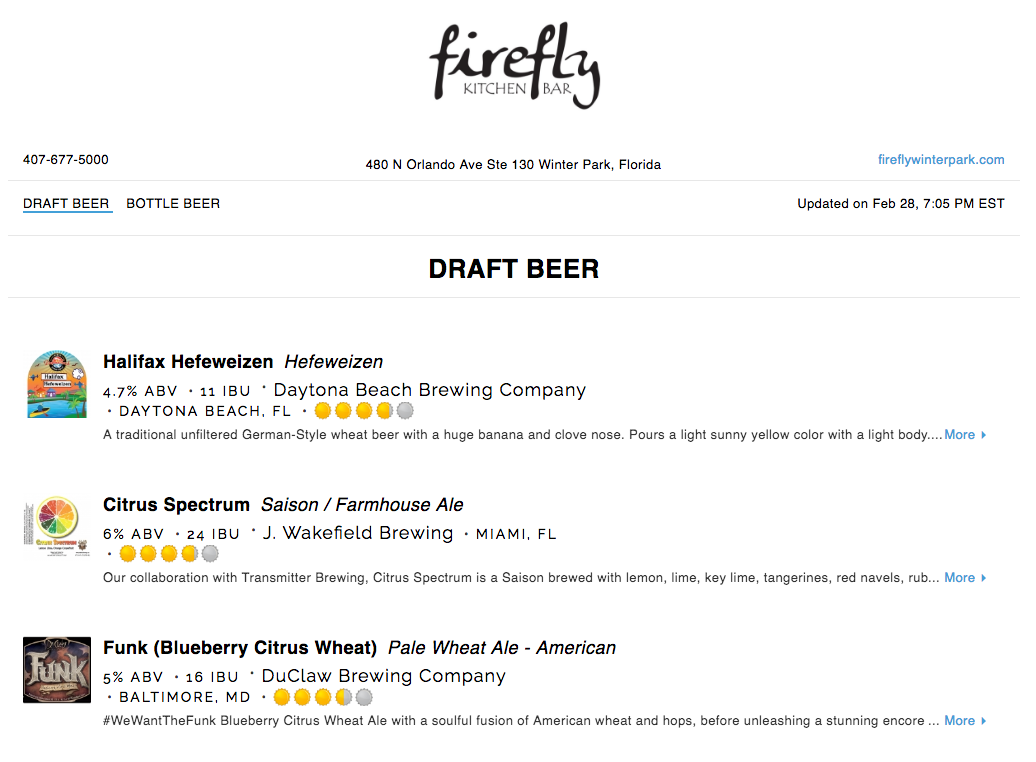 firefly
KITCHEN BAR
407-677-5000
480 N Orlando Ave Ste 130 Winter Park, Florida
fireflywinterpark.com
DRAFT BEER
BOTTLE BEER
Updated on Feb 28, 7:05 PM EST
DRAFT BEER
Halifax
Hefeweizen
Halifax Hefeweizen Hefeweizen
4.7% ABV · 11 IBU · Daytona Beach Brewing Company
· DAYTONA BEACH, FL ·
A traditional unfiltered German-Style wheat beer with a huge banana and clove nose. Pours a light sunny yellow color with a light body.... More
CITRUS SPECTRUM
Citrus Spectrum Saison / Farmhouse Ale
6% ABV · 24 IBU · J. Wakefield Brewing · MIAMI, FL
·
Our collaboration with Transmitter Brewing, Citrus Spectrum is a Saison brewed with lemon, lime, key lime, tangerines, red navels, rub... More
FUNK
Funk (Blueberry Citrus Wheat) Pale Wheat Ale - American
5% ABV · 16 IBU · DuClaw Brewing Company
· BALTIMORE, MD ·
#WeWantTheFunk Blueberry Citrus Wheat Ale with a soulful fusion of American wheat and hops, before unleashing a stunning encore ... More